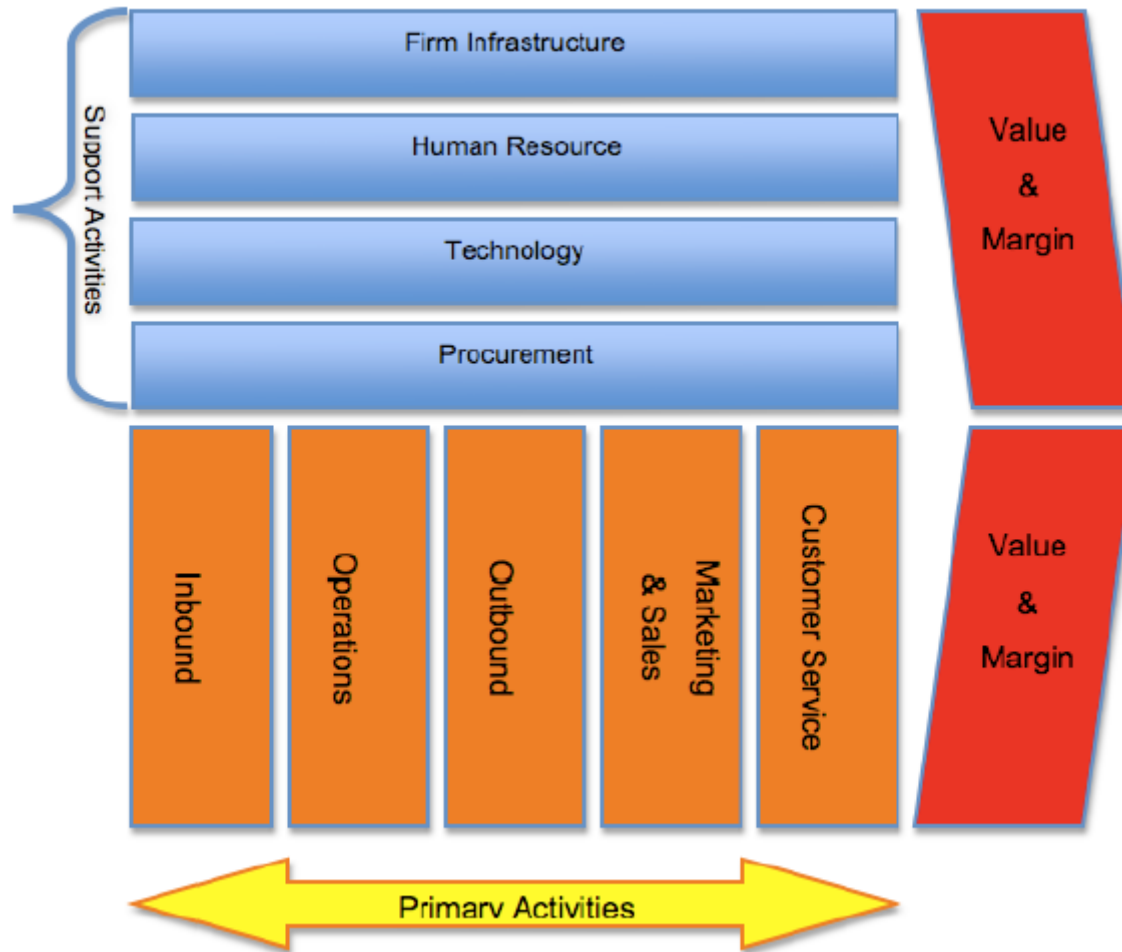 Firm Infrastructure
Support Activities
Human Resource
Technology
Procurement
Value
&
Margin
Inbound
Operations
Outbound
Marketing
& Sales
Customer Service
Value
&
Margin
Primary Activities